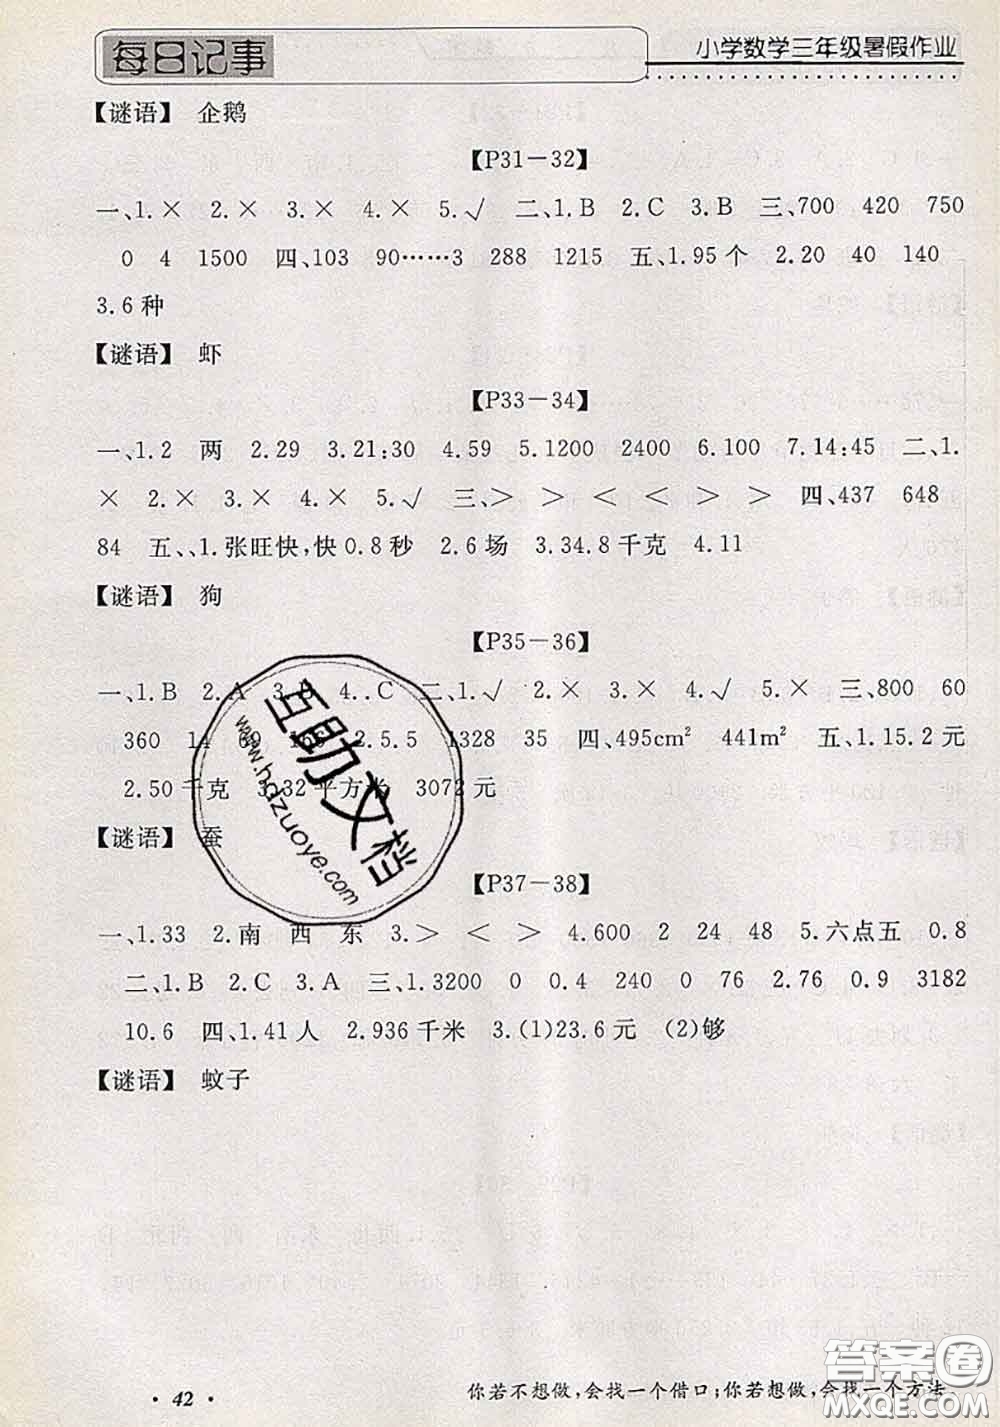 每日记事
小学数学三年级暑假作业
【谜语】 企鹅
【P31-32】
一、1.× 2.× 3.× 4.× 5.√ 二、1.B 2.C 3.B 三、700 420 750
0 4 1500 四、103 90……3 288 1215 五、1.95个 2.20 40 140
3.6种
【谜语】 虾
【P33-34】
一、1.2 两 2.29 3.21:30 4.59 5.1200 2400 6.100 7.14:45 二、1.
× 2.× 3.× 4.× 5.√ 三、> > < < > > 四、437 648
84 五、、1.张旺快,快0.8秒 2.6场 3.34.8千克 4.11
【谜语】 狗
【P35-36】
一、1.B 2.A 3.B 4..C 二、1.√ 2.× 3.× 4.√ 5.× 三、800 60
360 14 69 2.5.5 1328 35 四、495cm² 441m² 五、1.15.2元
2.50千克 3.32平方米 3072元
【谜语】 蚕
【P37-38】
一、1.33 2.南 西 东 3.> < > 4.600 2 24 48 5.六点五 0.8
二、1.B 2.C 3.A 三、1.3200 0 0.4 240 0 76 2.76 0.9 3182
10.6 四、1.41人 2.936千米 3.(1)23.6元 (2)够
【谜语】 蚊子
互助文档
www.hdzuoye.com
· 42 ·
你若不想做,会找一个借口;你若想做,会找一个方法
答案圈
MXQE.COM